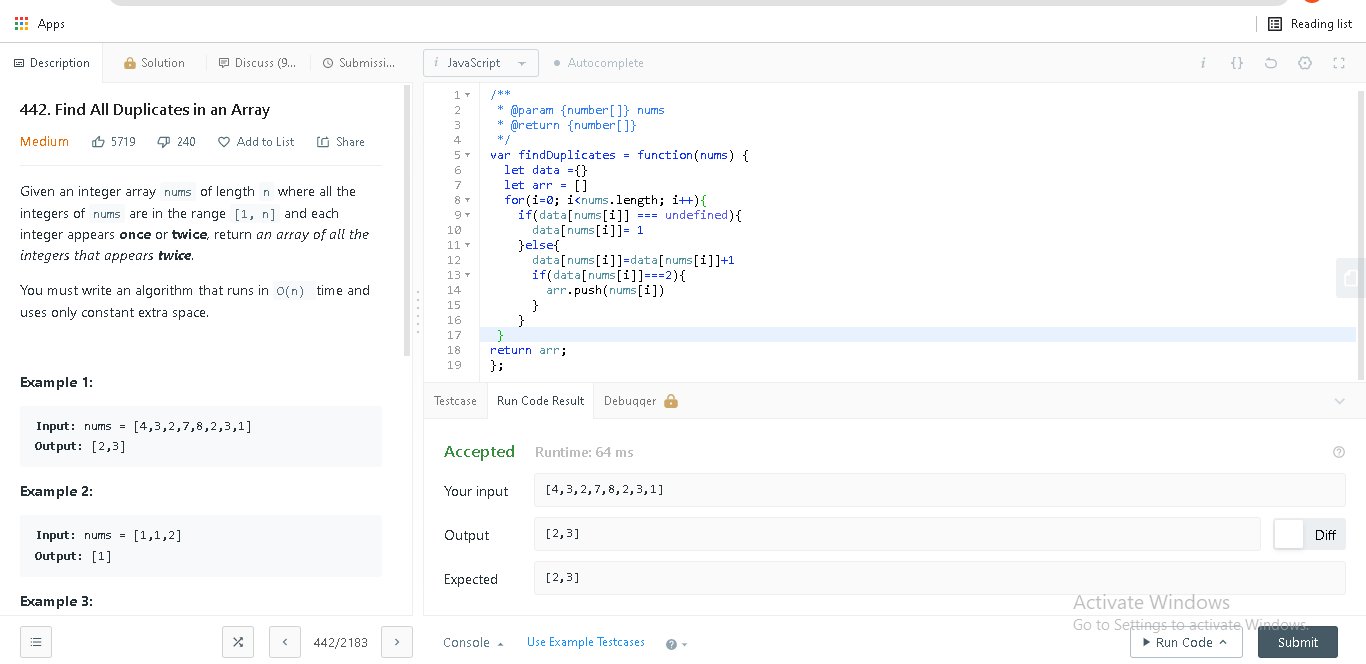 Apps
Reading list
Description
Solution
Discuss (9...
Submissi...
i JavaScript
Autocomplete
i {}
442. Find All Duplicates in an Array
Medium 5719 240 Add to List Share
Given an integer array nums of length n where all the
integers of nums are in the range [1, n] and each
integer appears once or twice, return an array of all the
integers that appears twice.
You must write an algorithm that runs in O(n) time and
uses only constant extra space.
Example 1:
Input: nums = [4,3,2,7,8,2,3,1]
Output: [2,3]
Example 2:
Input: nums = [1,1,2]
Output: [1]
Example 3:
442/2183
1 /**
2 * @param {number[]} nums
3 * @return {number[]}
4 */
5 var findDuplicates = function(nums) {
6 let data ={}
7 let arr = []
8 for(i=0; i<nums.length; i++){
9 if(data[nums[i]] === undefined){
10 data[nums[i]]= 1
11 }else{
12 data[nums[i]]=data[nums[i]]+1
13 if(data[nums[i]]===2){
14 arr.push(nums[i])
15 }
16 }
17 }
18 return arr;
19 };
Testcase Run Code Result Debugger
Accepted Runtime: 64 ms
Your input [4,3,2,7,8,2,3,1]
Output [2,3] Diff
Expected [2,3]
Activate Windows
Go to Settings to activate Windows.
Console Use Example Testcases ? Run Code Submit